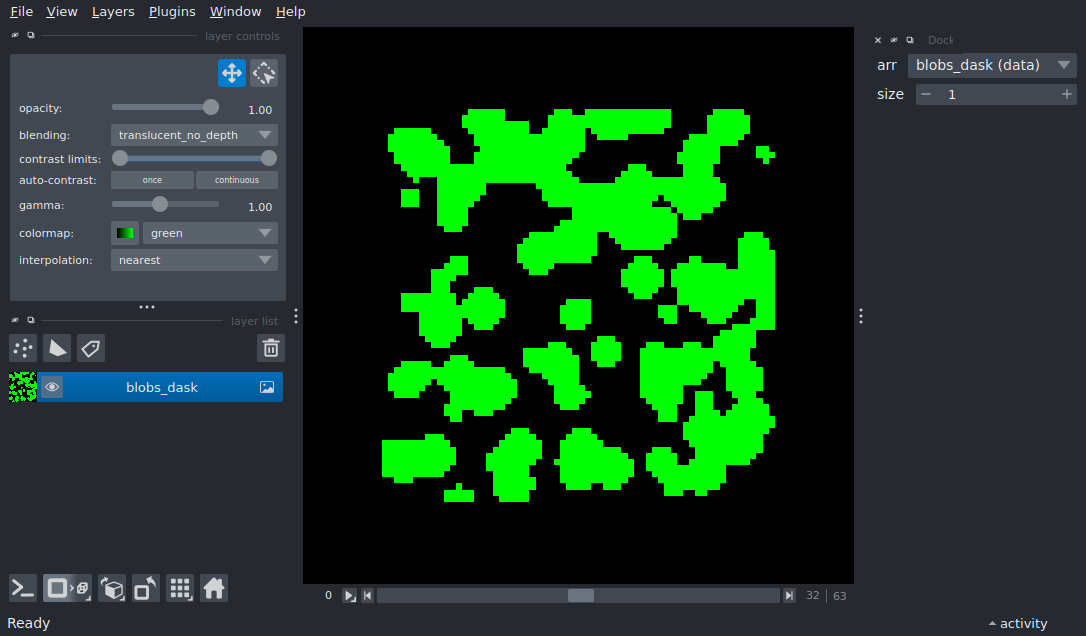 File View Layers Plugins Window Help
layer controls
opacity: 1.00
blending: translucent_no_depth
contrast limits:
auto-contrast: once continuous
gamma: 1.00
colormap: green
interpolation: nearest
layer list
blobs_dask
0 32 63
Dock
arr blobs_dask (data)
size 1
Ready
activity